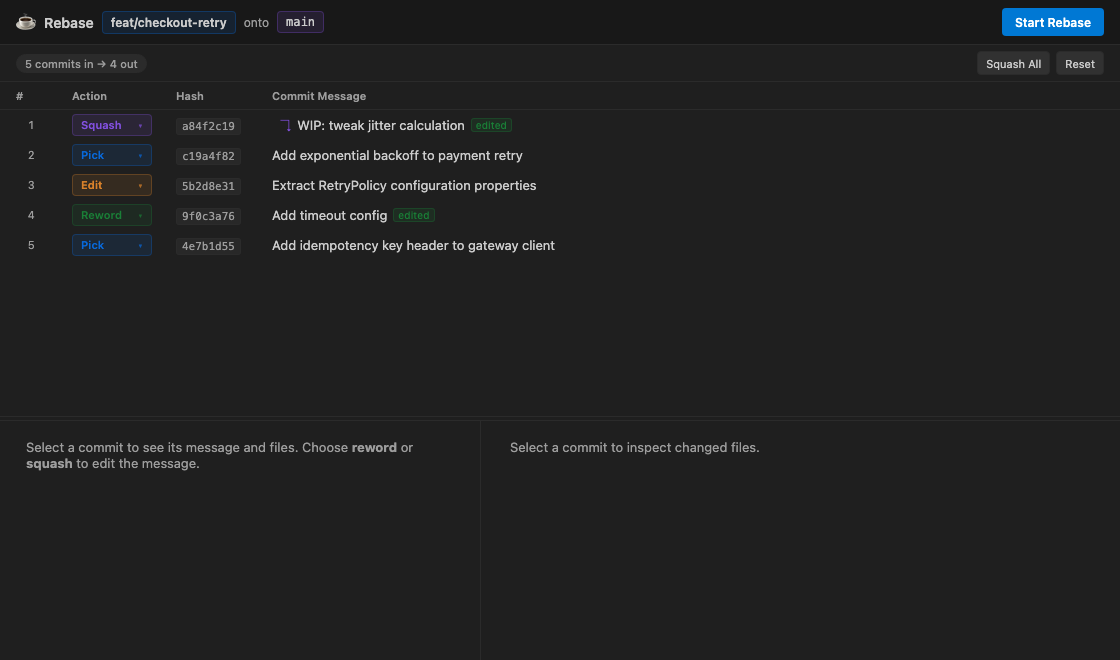 Rebase feat/checkout-retry onto main Start Rebase
5 commits in → 4 out Squash All Reset
# Action Hash Commit Message
1 Squash a84f2c19 WIP: tweak jitter calculation edited
2 Pick c19a4f82 Add exponential backoff to payment retry
3 Edit 5b2d8e31 Extract RetryPolicy configuration properties
4 Reword 9f0c3a76 Add timeout config edited
5 Pick 4e7b1d55 Add idempotency key header to gateway client
Select a commit to see its message and files. Choose reword or
squash to edit the message.
Select a commit to inspect changed files.